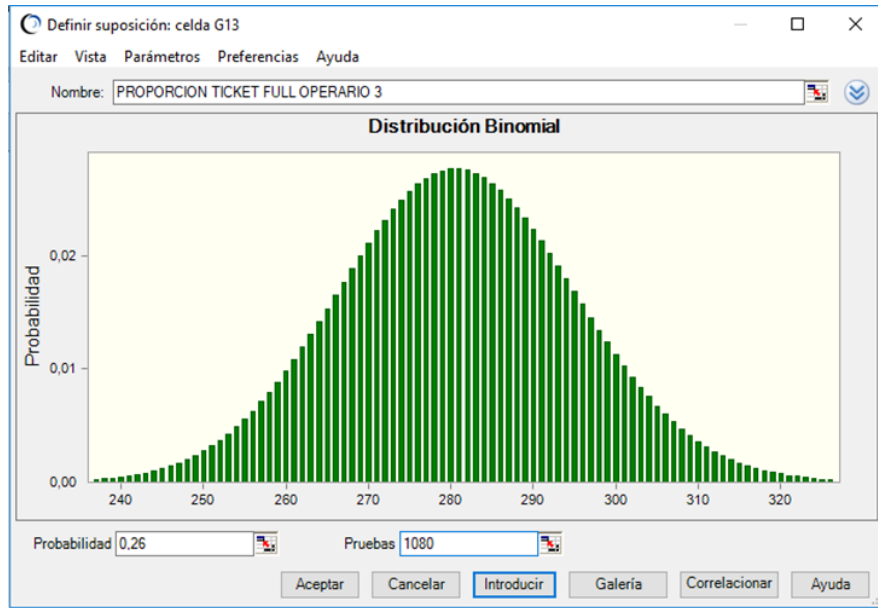 Definir suposición: celda G13
Editar Vista Parámetros Preferencias Ayuda
Nombre: PROPORCION TICKET FULL OPERARIO 3
Distribución Binomial
Probabilidad
0,02
0,01
0,00
240 250 260 270 280 290 300 310 320
Probabilidad 0,26 Pruebas 1080
Aceptar Cancelar Introducir Galería Correlacionar Ayuda